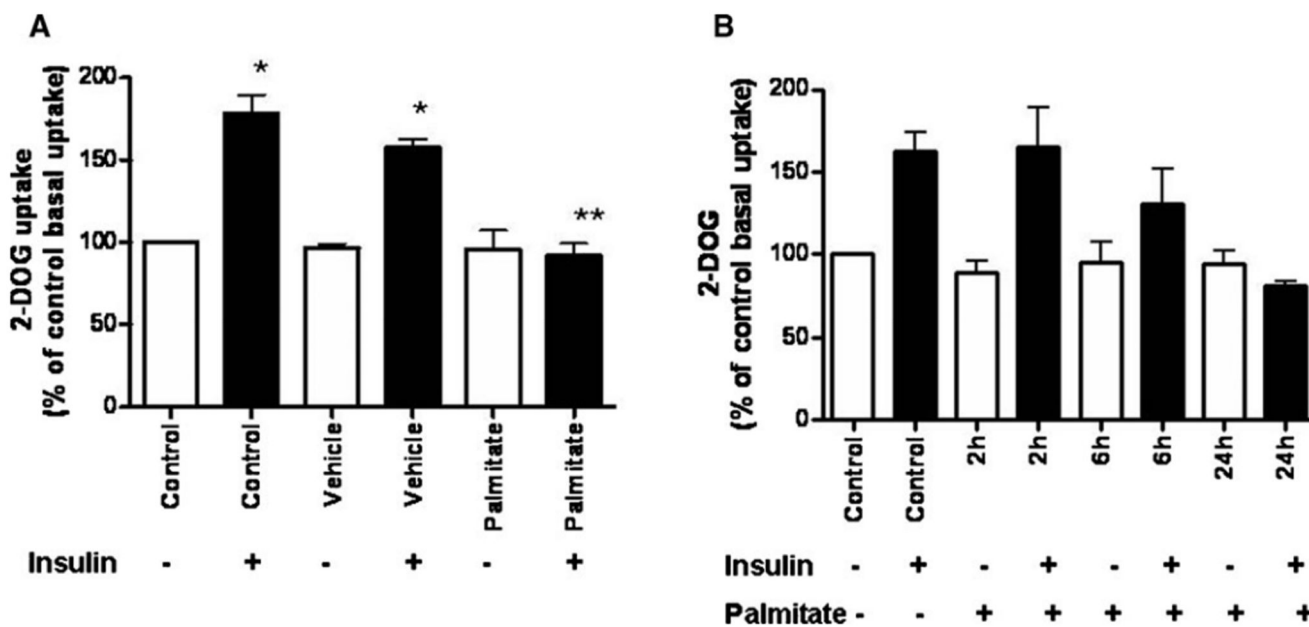 A
2-DOG uptake
(% of control basal uptake)
200
150
100
50
0
*
*
**
Control
Control
Vehicle
Vehicle
Palmitate
Palmitate
Insulin - + - + - +
B
2-DOG
(% of control basal uptake)
200
150
100
50
0
Control
Control
2h
2h
6h
6h
24h
24h
Insulin - + - + - + - +
Palmitate - - + + + + + +